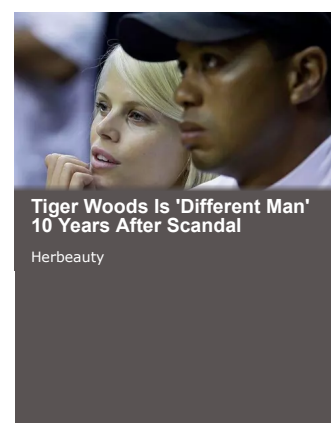 Tiger Woods Is 'Different Man'
10 Years After Scandal
Herbeauty